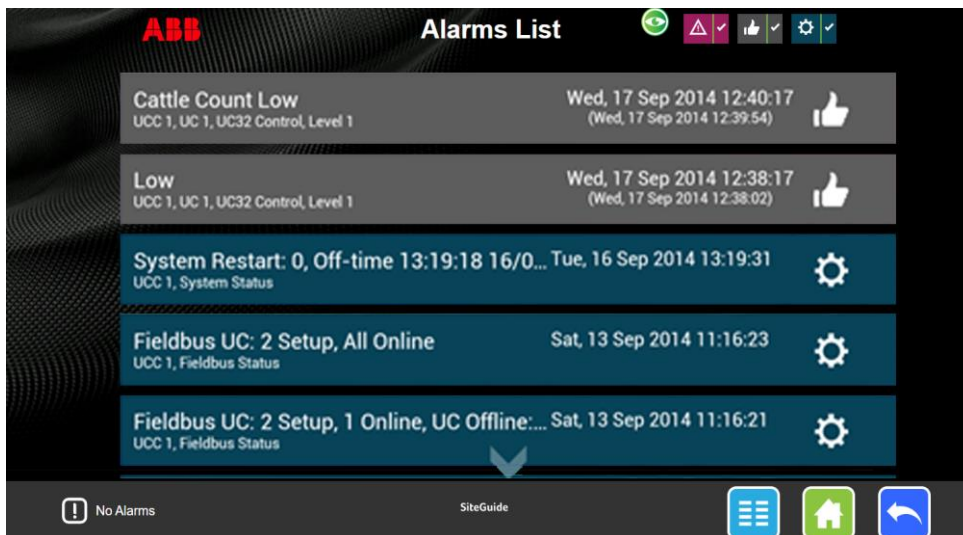 ABB
Alarms List
Cattle Count Low
Wed, 17 Sep 2014 12:40:17
UCC 1, UC 1, UC32 Control, Level 1
(Wed, 17 Sep 2014 12:39:54)
Low
Wed, 17 Sep 2014 12:38:17
UCC 1, UC 1, UC32 Control, Level 1
(Wed, 17 Sep 2014 12:38:02)
System Restart: 0, Off-time 13:19:18 16/0... Tue, 16 Sep 2014 13:19:31
UCC 1, System Status
Fieldbus UC: 2 Setup, All Online
Sat, 13 Sep 2014 11:16:23
UCC 1, Fieldbus Status
Fieldbus UC: 2 Setup, 1 Online, UC Offline:... Sat, 13 Sep 2014 11:16:21
UCC 1, Fieldbus Status
No Alarms
SiteGuide